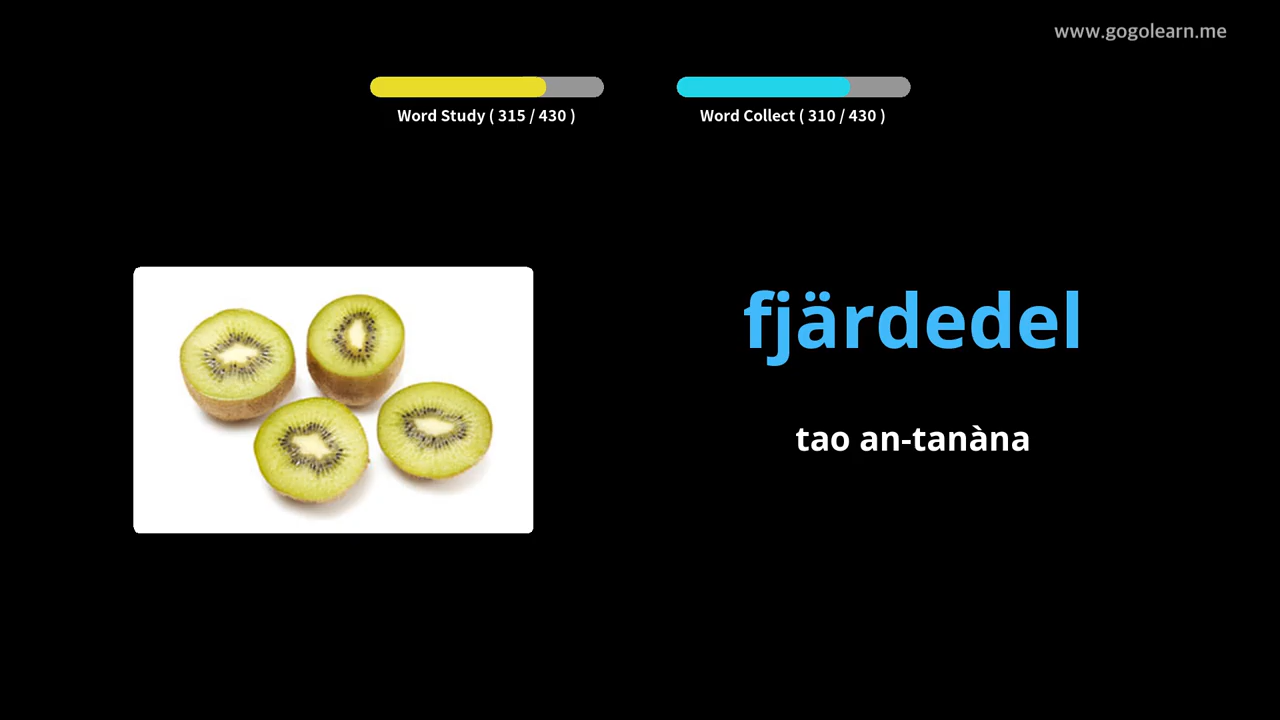 www.gogolearn.me
Word Study ( 315 / 430 )
Word Collect ( 310 / 430 )
fjärdedel
tao an-tanàna